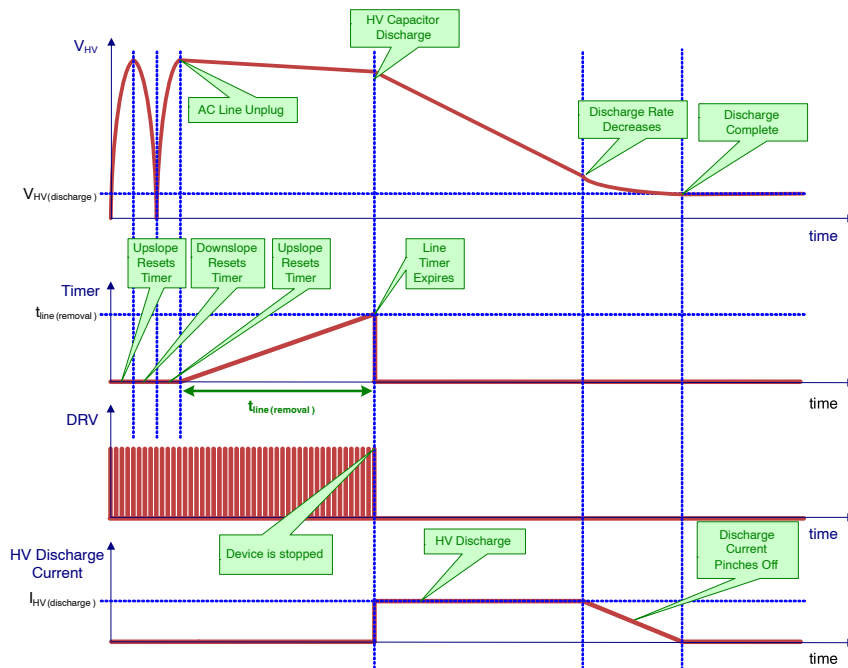 HV Capacitor
Discharge
VHV
AC Line Unplug
Discharge Rate
Decreases
Discharge
Complete
VHV(discharge)
time
Upslope
Resets
Timer
Downslope
Resets
Timer
Upslope
Resets
Timer
Line
Timer
Expires
Timer
tline(removal)
tline(removal)
time
DRV
Device is stopped
time
HV Discharge
Discharge
Current
Pinches Off
HV Discharge
Current
IHV(discharge)
time